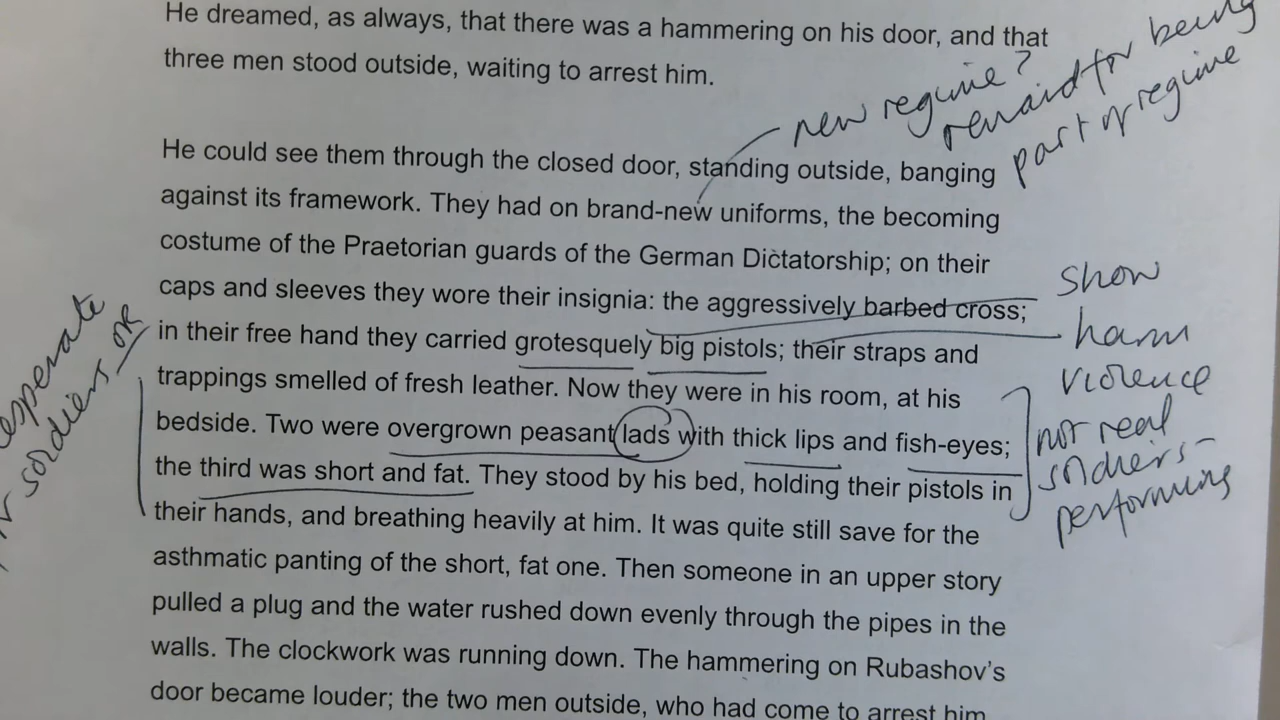 He dreamed, as always, that there was a hammering on his door, and that
three men stood outside, waiting to arrest him.
new regime?
reward for being
part of regime
He could see them through the closed door, standing outside, banging
against its framework. They had on brand-new uniforms, the becoming
costume of the Praetorian guards of the German Dictatorship; on their
caps and sleeves they wore their insignia: the aggressively barbed cross;
in their free hand they carried grotesquely big pistols; their straps and
trappings smelled of fresh leather. Now they were in his room, at his
bedside. Two were overgrown peasant lads with thick lips and fish-eyes;
the third was short and fat. They stood by his bed, holding their pistols in
their hands, and breathing heavily at him. It was quite still save for the
asthmatic panting of the short, fat one. Then someone in an upper story
pulled a plug and the water rushed down evenly through the pipes in the
walls. The clockwork was running down. The hammering on Rubashov's
door became louder; the two men outside, who had come to arrest him
show
harm
violence
not real
soldiers -
performing
OR